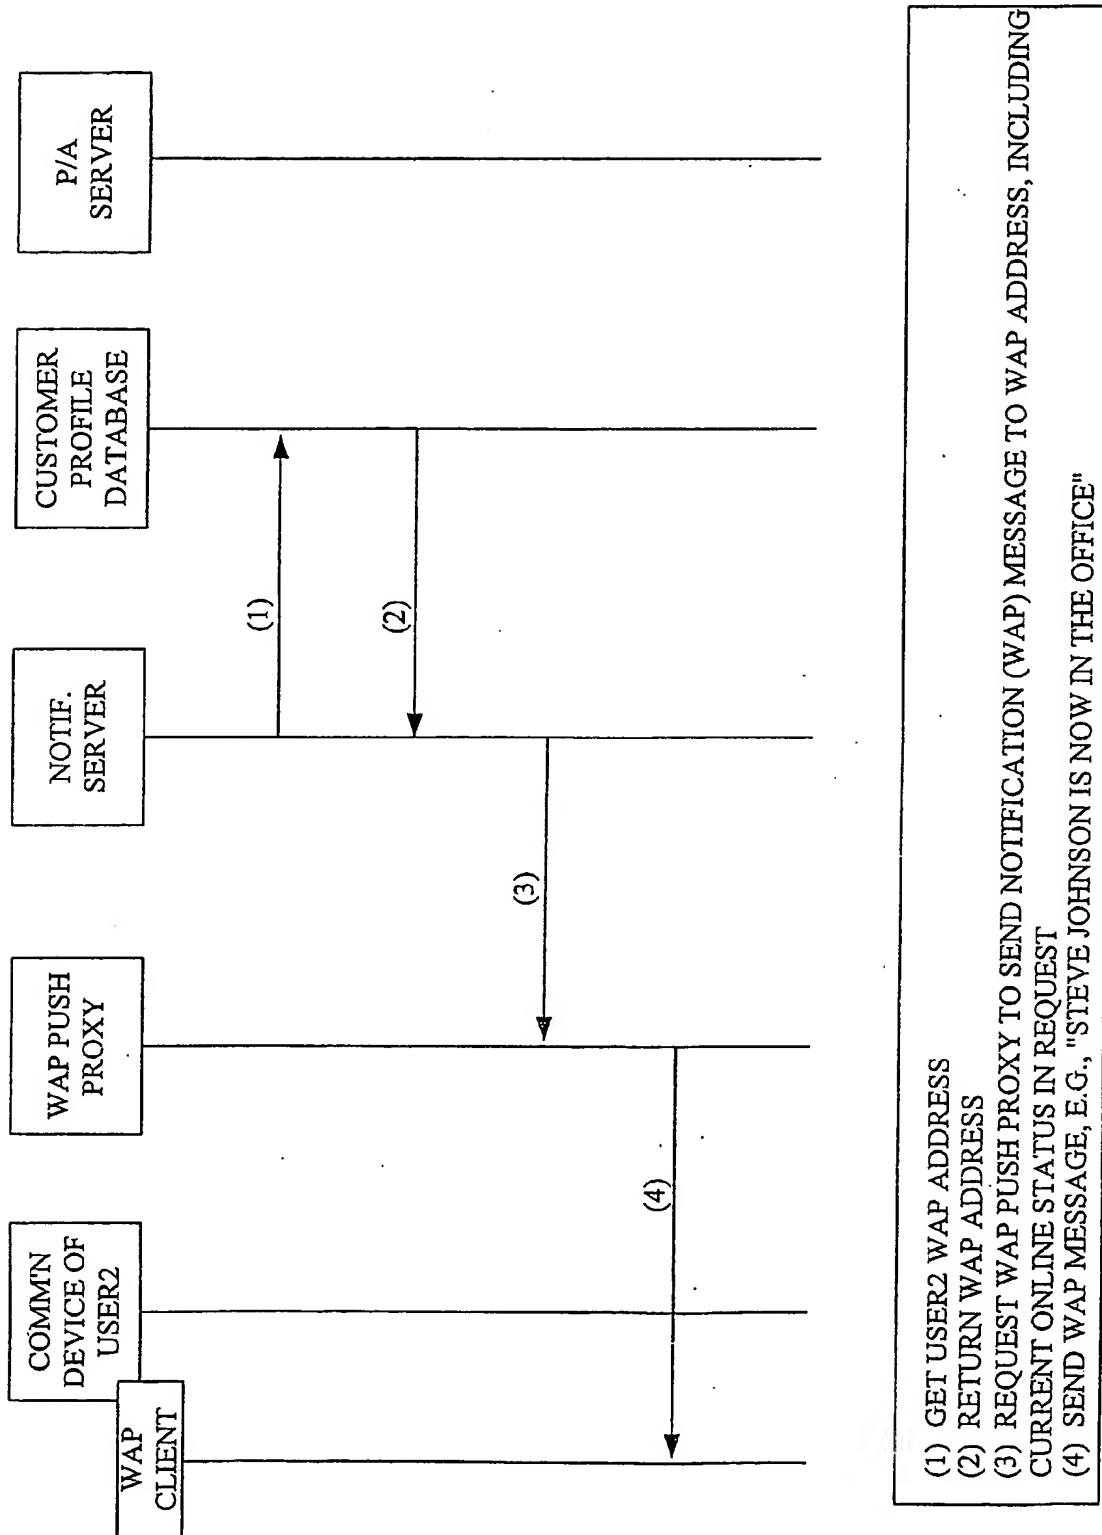 WAP
CLIENT
COMM'N
DEVICE OF
USER2
WAP PUSH
PROXY
NOTIF.
SERVER
CUSTOMER
PROFILE
DATABASE
P/A
SERVER
(1)
(2)
(3)
(4)
(1) GET USER2 WAP ADDRESS
(2) RETURN WAP ADDRESS
(3) REQUEST WAP PUSH PROXY TO SEND NOTIFICATION (WAP) MESSAGE TO WAP ADDRESS, INCLUDING
CURRENT ONLINE STATUS IN REQUEST
(4) SEND WAP MESSAGE, E.G., "STEVE JOHNSON IS NOW IN THE OFFICE"